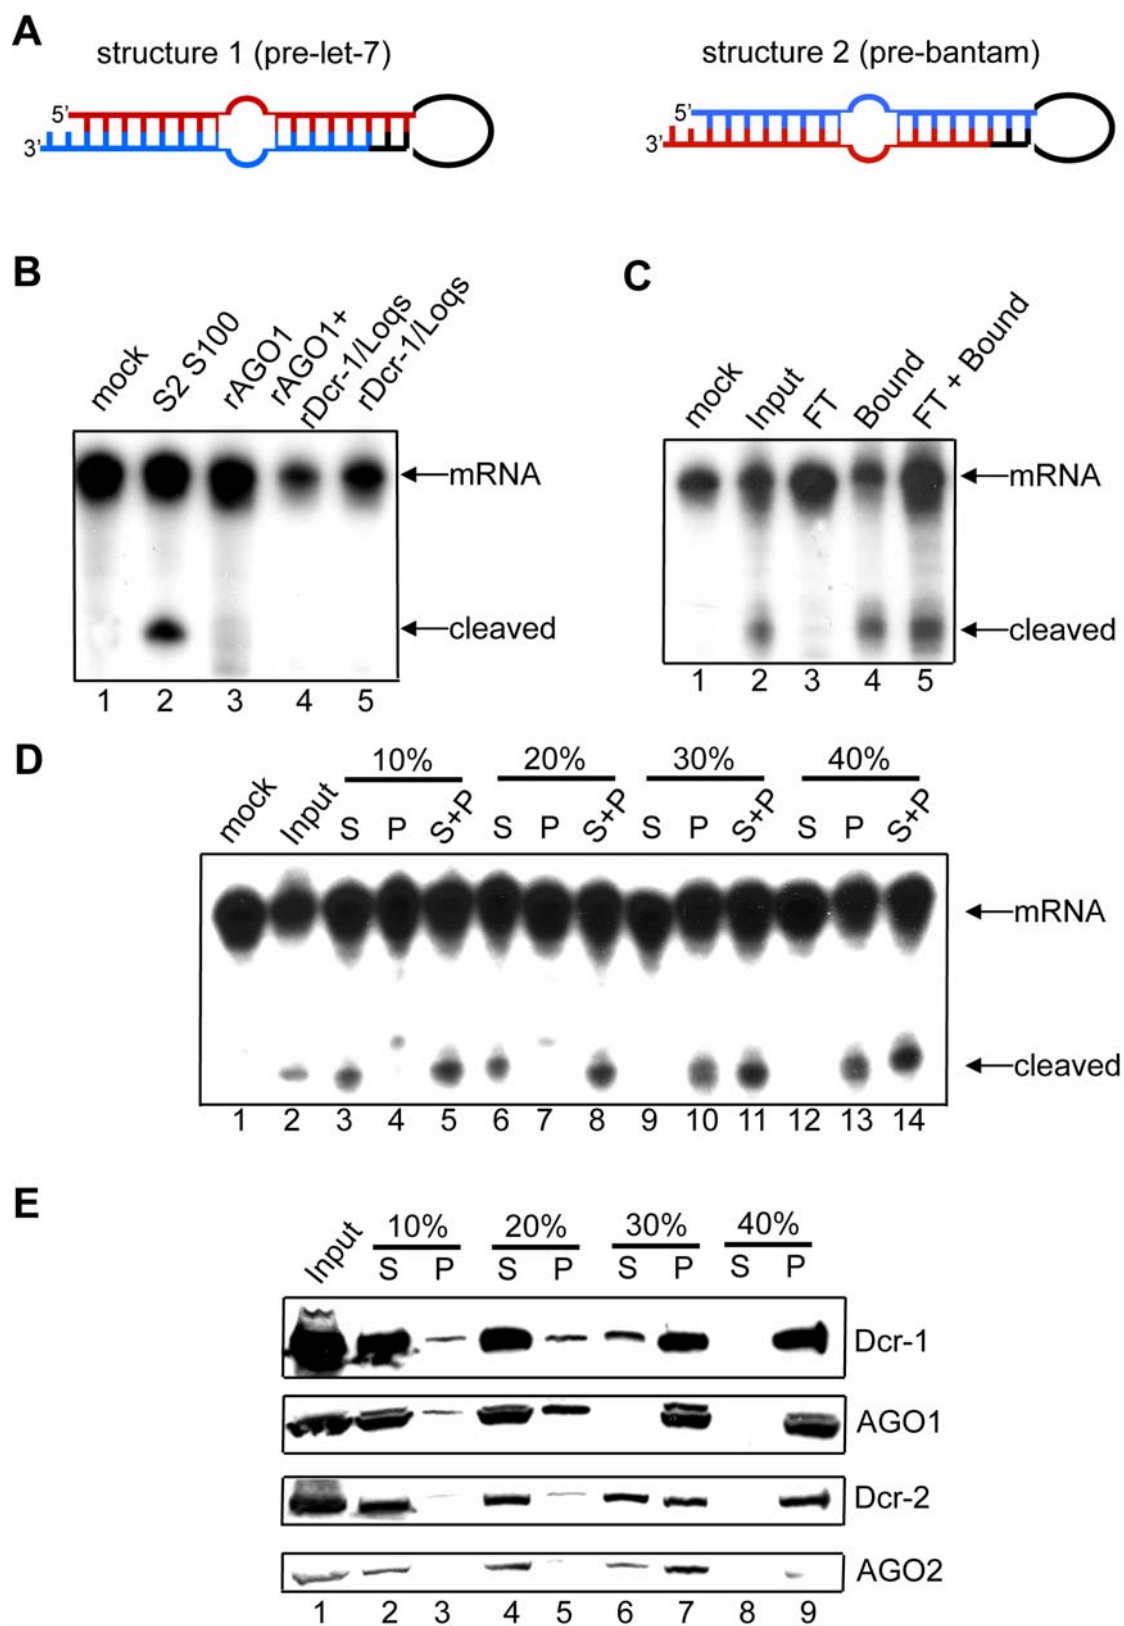 A
structure 1 (pre-let-7)
structure 2 (pre-bantam)
5'
3'
5'
3'
B
mock
S2 S100
rAGO1
rAGO1+
rDcr-1/Loqs
rDcr-1/Loqs
mRNA
cleaved
1 2 3 4 5
C
mock
Input
FT
Bound
FT + Bound
mRNA
cleaved
1 2 3 4 5
D
10% 20% 30% 40%
mock Input S P S+P S P S+P S P S+P S P S+P
mRNA
cleaved
1 2 3 4 5 6 7 8 9 10 11 12 13 14
E
10% 20% 30% 40%
Input S P S P S P S P
Dcr-1
AGO1
Dcr-2
AGO2
1 2 3 4 5 6 7 8 9